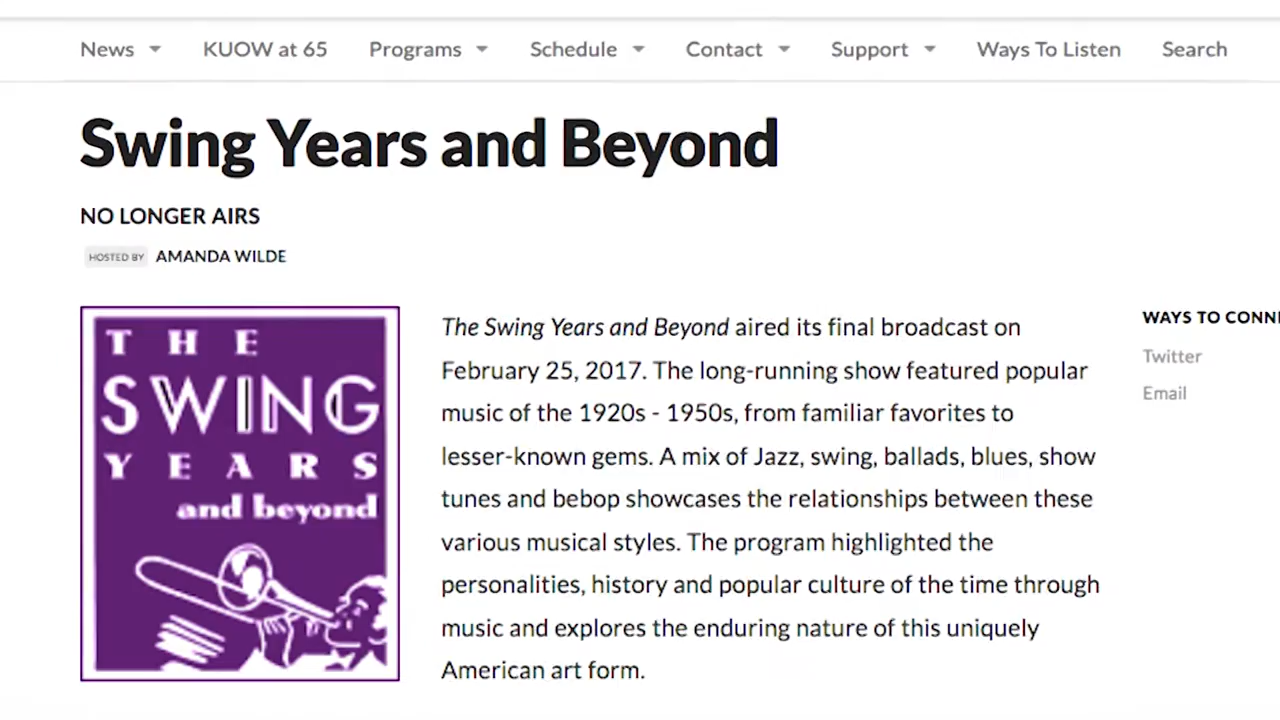 News KUOW at 65 Programs Schedule Contact Support Ways To Listen Search
Swing Years and Beyond
NO LONGER AIRS
HOSTED BY AMANDA WILDE
THE
SWING
YEARS
and beyond
The Swing Years and Beyond aired its final broadcast on
February 25, 2017. The long-running show featured popular
music of the 1920s - 1950s, from familiar favorites to
lesser-known gems. A mix of Jazz, swing, ballads, blues, show
tunes and bebop showcases the relationships between these
various musical styles. The program highlighted the
personalities, history and popular culture of the time through
music and explores the enduring nature of this uniquely
American art form.
WAYS TO CONNE
Twitter
Email